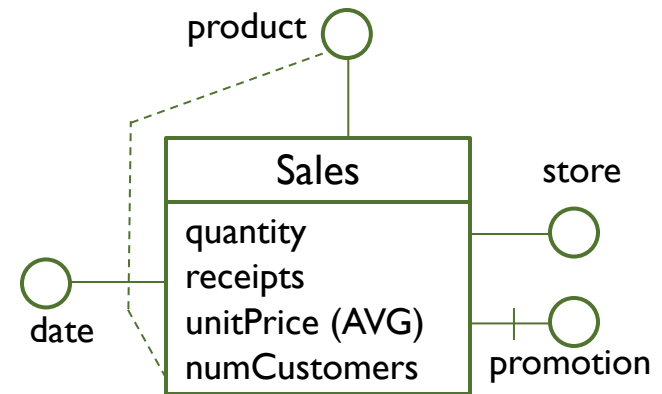 product
Sales
store
quantity
receipts
unitPrice (AVG)
numCustomers
date
promotion